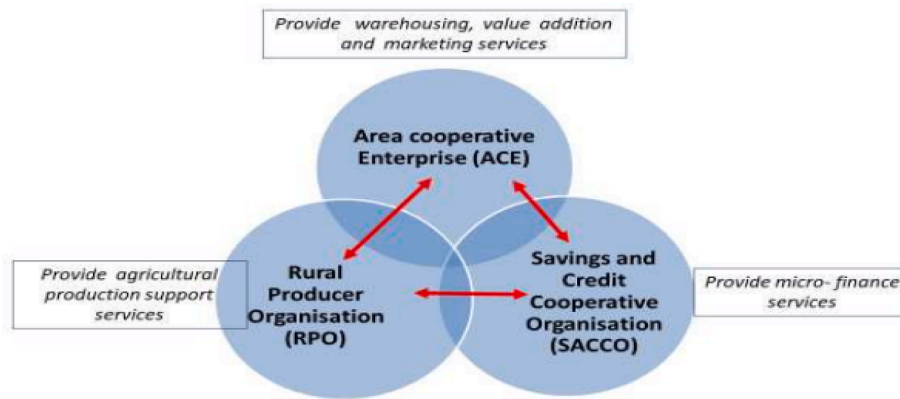 Provide warehousing, value addition
and marketing services
Area cooperative
Enterprise (ACE)
Provide agricultural
production support
services
Rural
Producer
Organisation
(RPO)
Savings and
Credit
Cooperative
Organisation
(SACCO)
Provide micro- finance
services